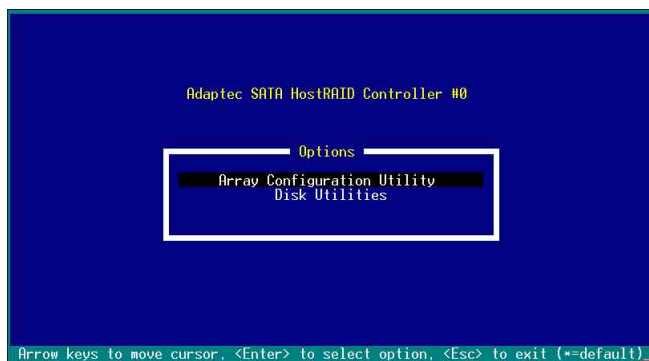 Adaptec SATA HostRAID Controller #0
Options
Array Configuration Utility
Disk Utilities
Arrow keys to move cursor, <Enter> to select option, <Esc> to exit (*=default)_